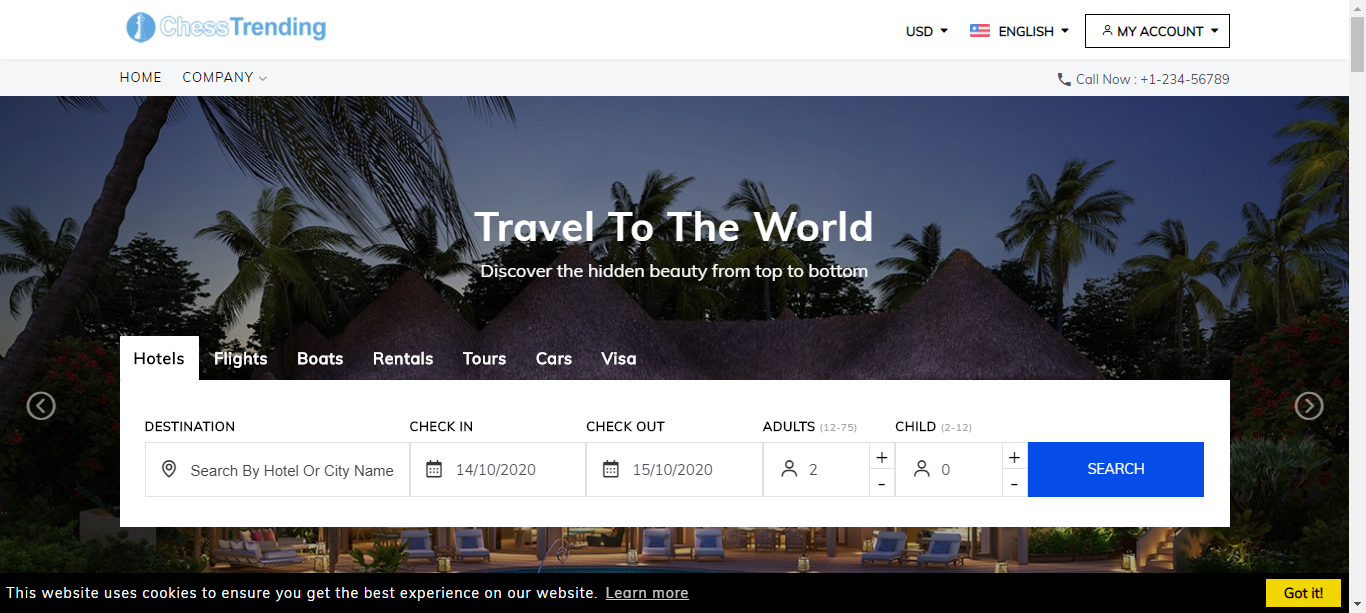 ChessTrending
USD
ENGLISH
MY ACCOUNT
HOME
COMPANY
Call Now : +1-234-56789
Travel To The World
Discover the hidden beauty from top to bottom
Hotels Flights Boats Rentals Tours Cars Visa
DESTINATION CHECK IN CHECK OUT ADULTS (12-75) CHILD (2-12)
Search By Hotel Or City Name 14/10/2020 15/10/2020 2 + - 0 + - SEARCH
This website uses cookies to ensure you get the best experience on our website. Learn more Got it!